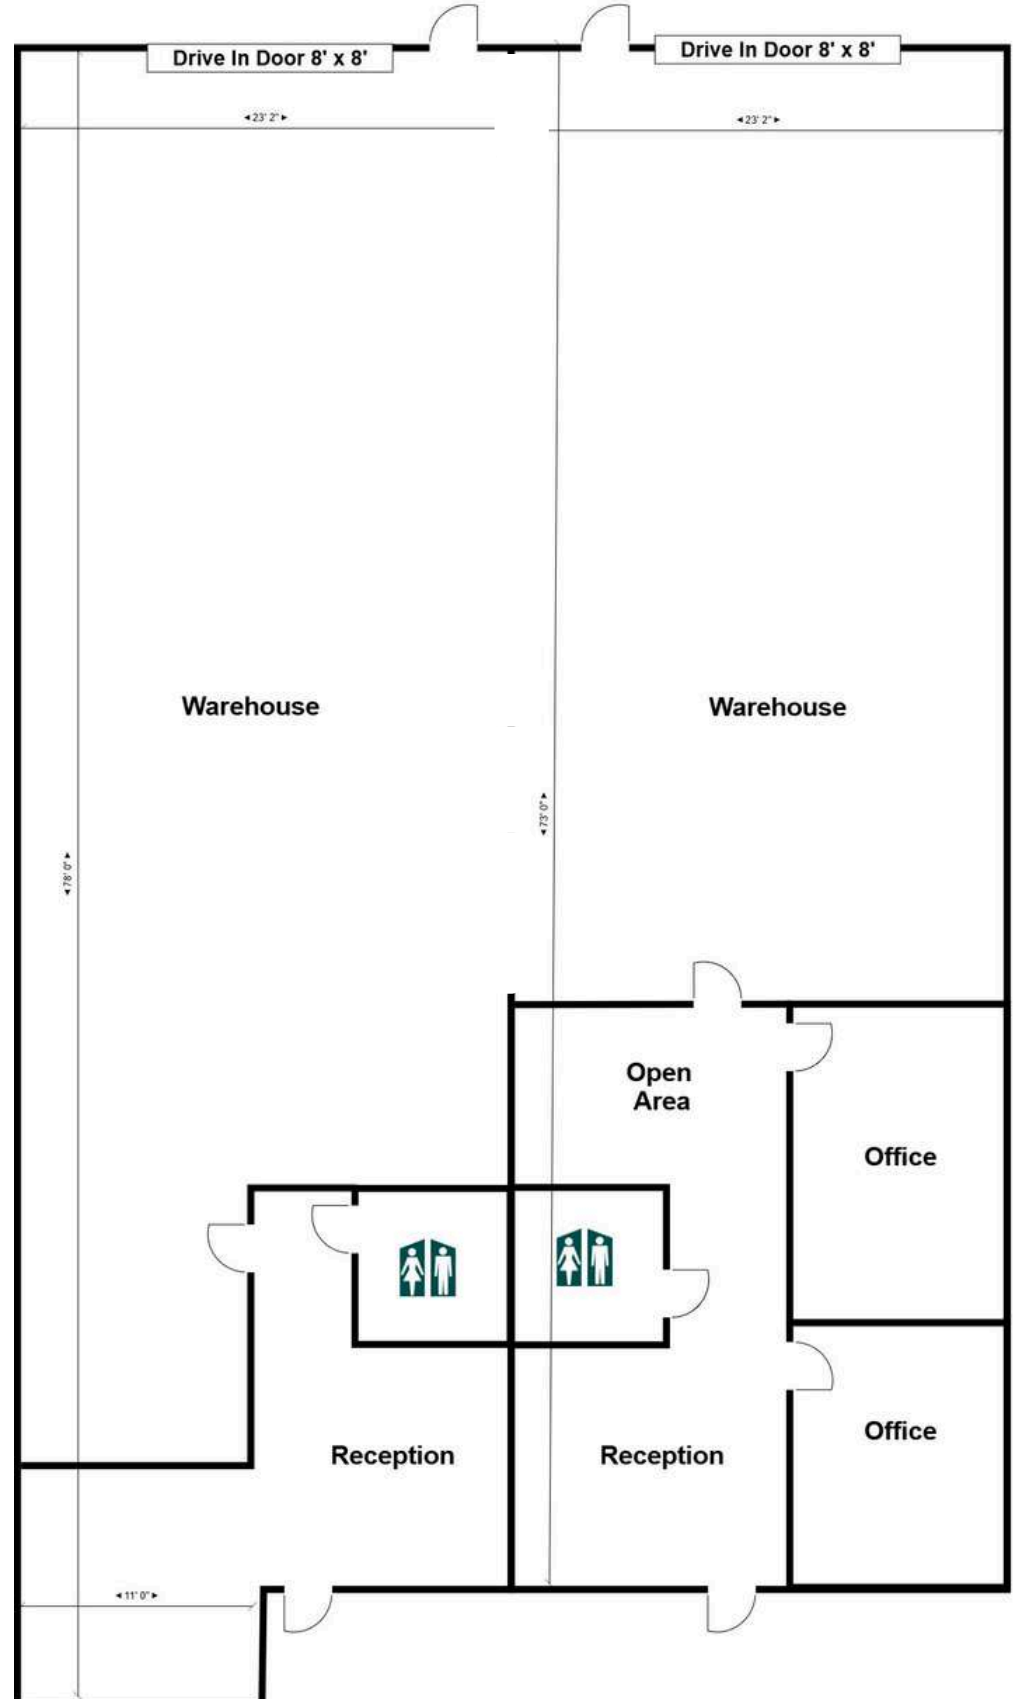 Drive In Door 8' x 8'
Drive In Door 8' x 8'
23' 2"
23' 2"
Warehouse
Warehouse
73' 0"
78' 0"
Open
Area
Office
Office
Reception
Reception
11' 0"